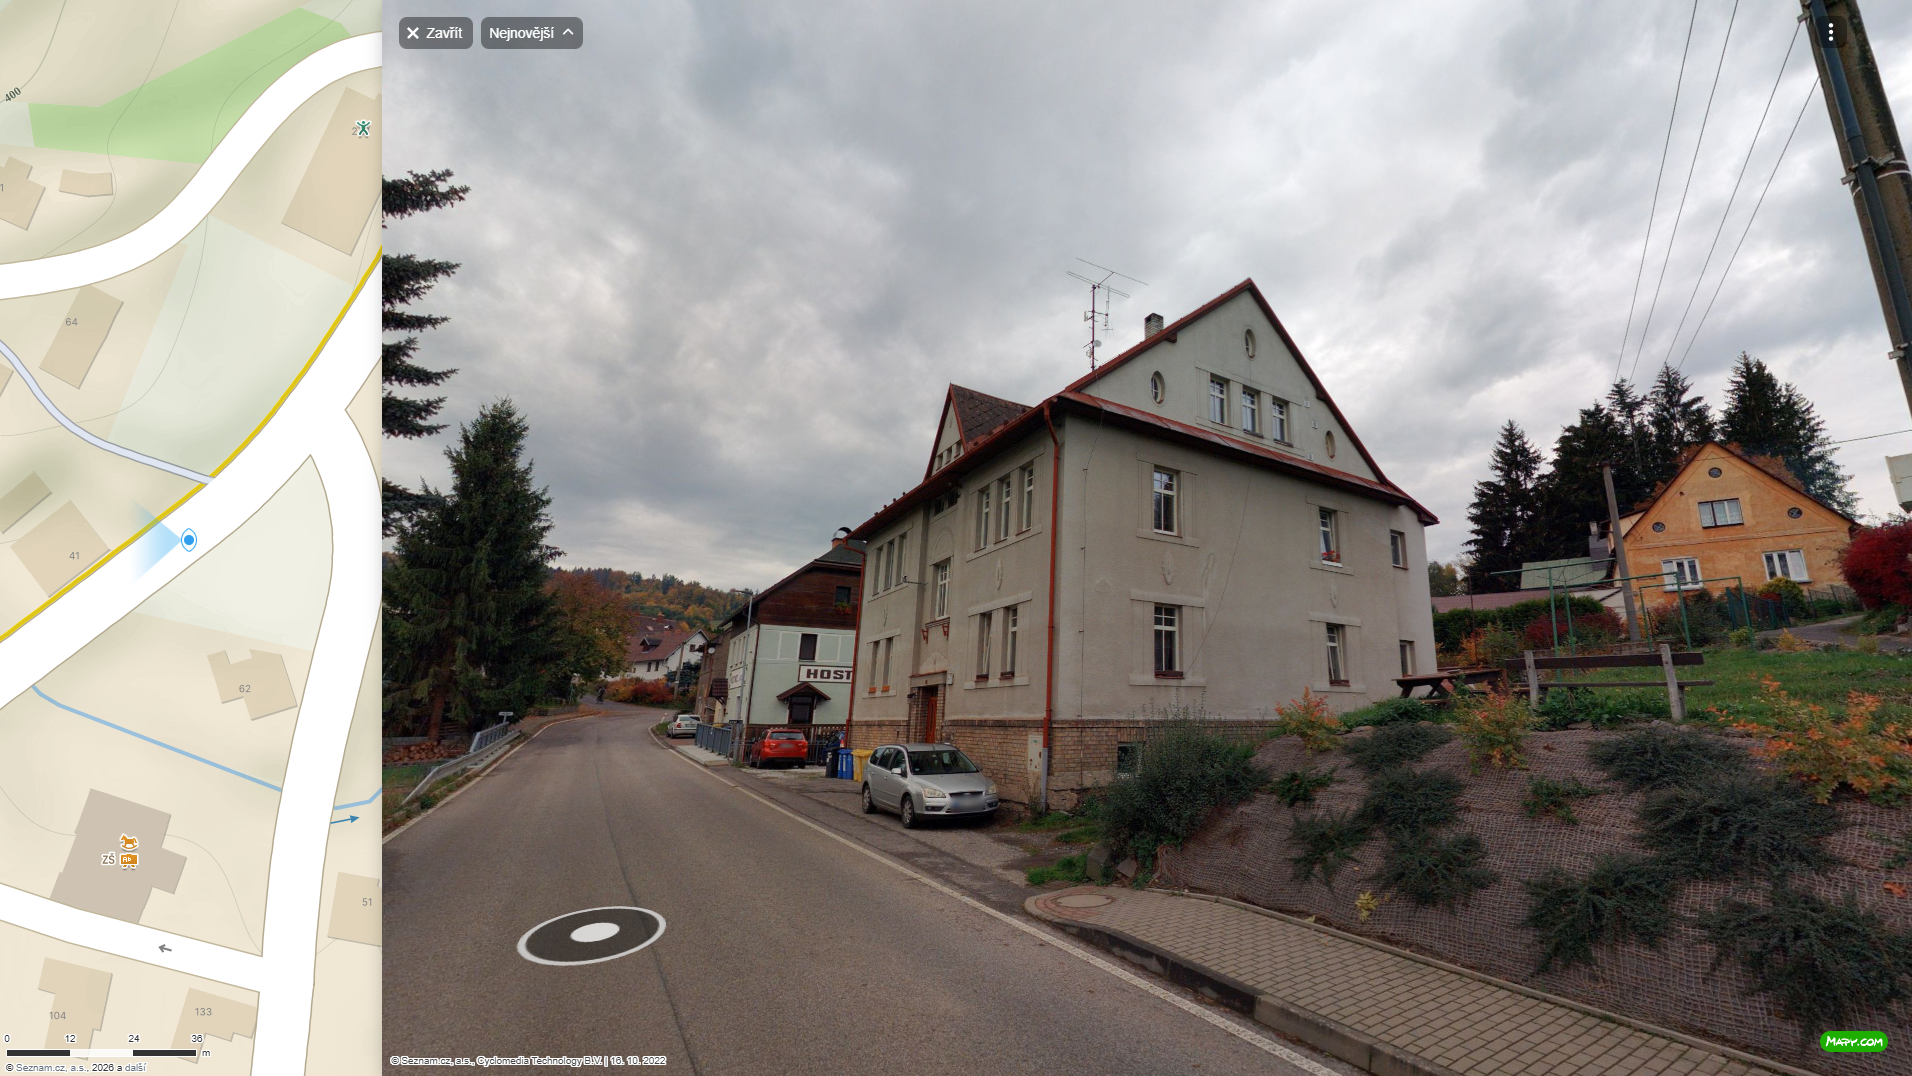 Zavřít
Nejnovější
400
64
41
62
ZŠ
51
104
133
0 12 24 36 m
© Seznam.cz, a.s., 2026 a další
HOST
© Seznam.cz, a.s., Cyclomedia Technology B.V. | 16. 10. 2022
Mapy.com